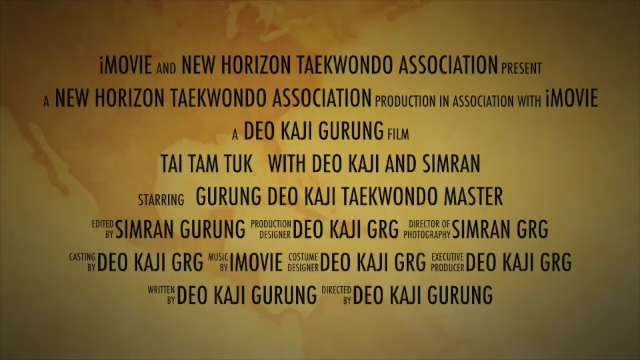 iMOVIE AND NEW HORIZON TAEKWONDO ASSOCIATION PRESENT
A NEW HORIZON TAEKWONDO ASSOCIATION PRODUCTION IN ASSOCIATION WITH iMOVIE
A DEO KAJI GURUNG FILM
TAI TAM TUK WITH DEO KAJI AND SIMRAN
STARRING GURUNG DEO KAJI TAEKWONDO MASTER
EDITED BY SIMRAN GURUNG PRODUCTION DESIGNER DEO KAJI GRG DIRECTOR OF PHOTOGRAPHY SIMRAN GRG
CASTING BY DEO KAJI GRG MUSIC BY IMOVIE COSTUME DESIGNER DEO KAJI GRG EXECUTIVE PRODUCER DEO KAJI GRG
WRITTEN BY DEO KAJI GURUNG DIRECTED BY DEO KAJI GURUNG